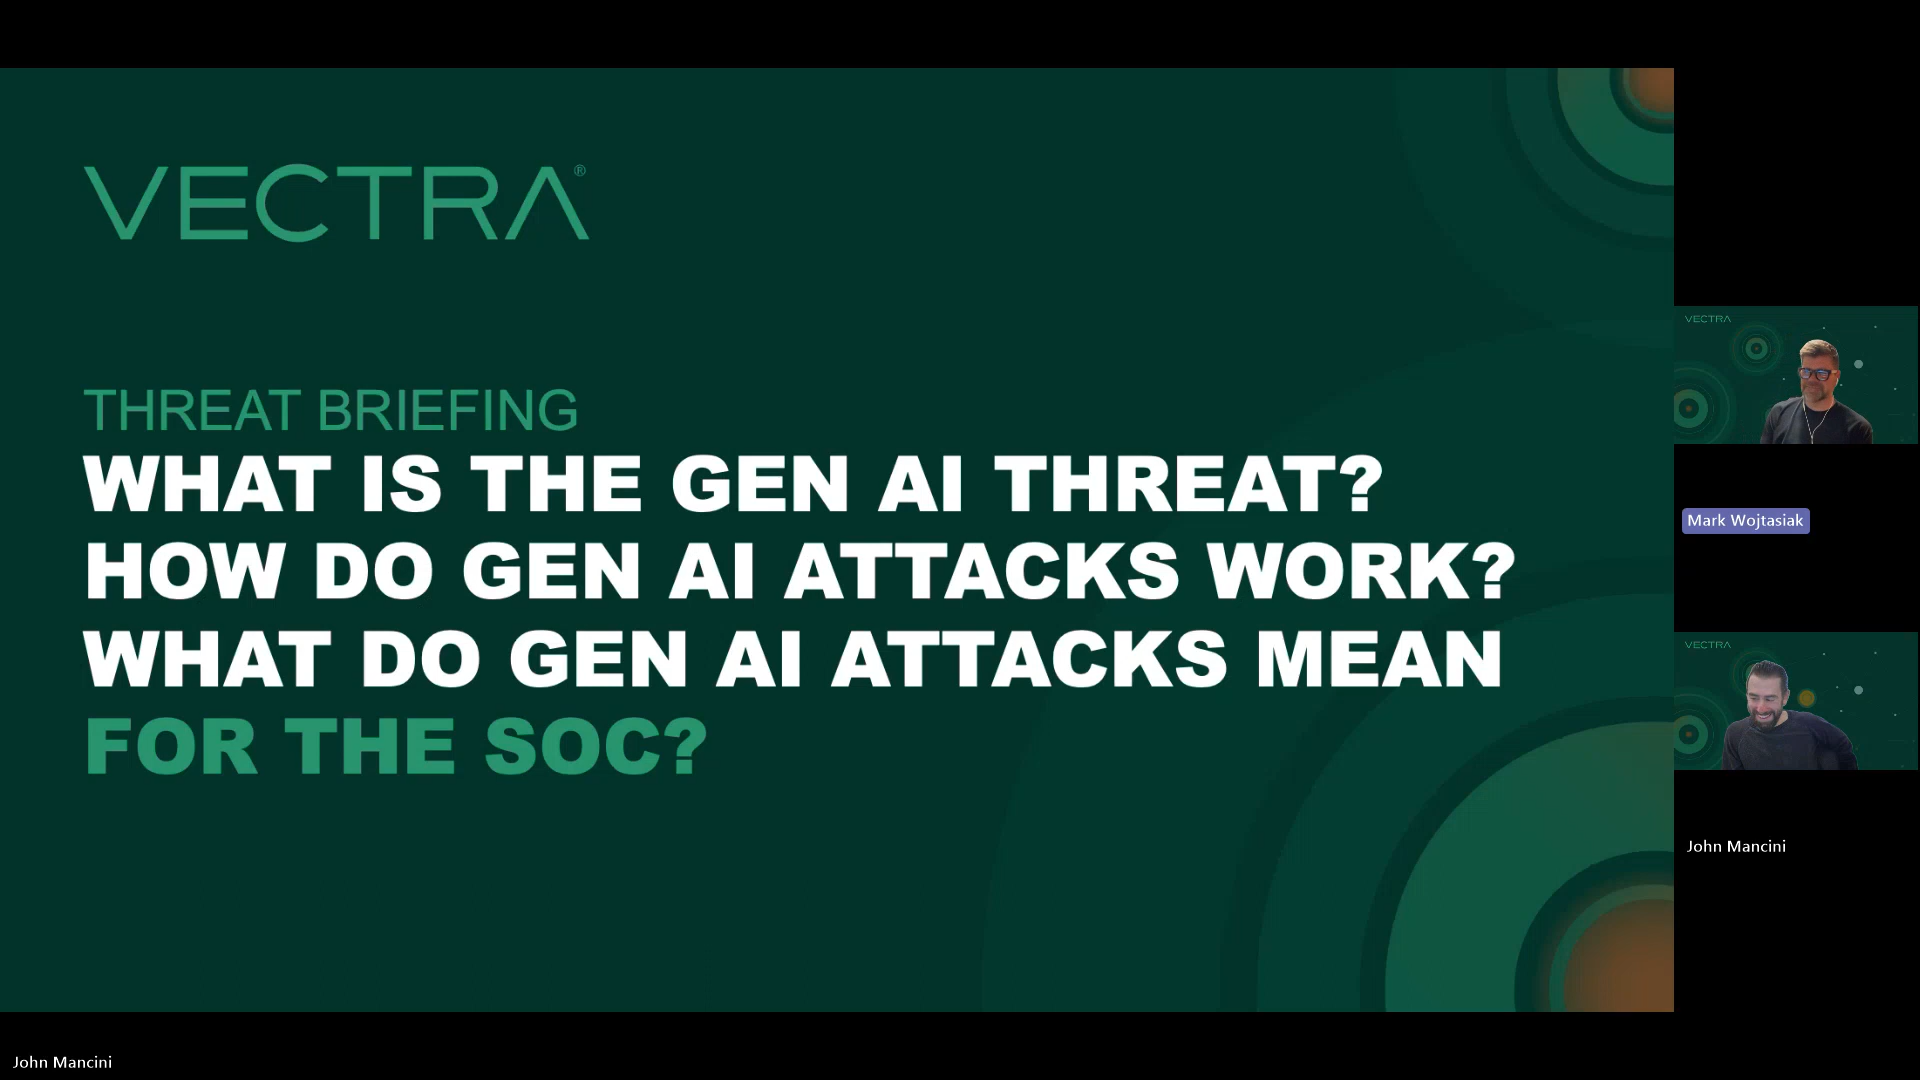 VECTRA®
THREAT BRIEFING
WHAT IS THE GEN AI THREAT?
HOW DO GEN AI ATTACKS WORK?
WHAT DO GEN AI ATTACKS MEAN
FOR THE SOC?
VECTRA
Mark Wojtasiak
VECTRA
John Mancini
John Mancini